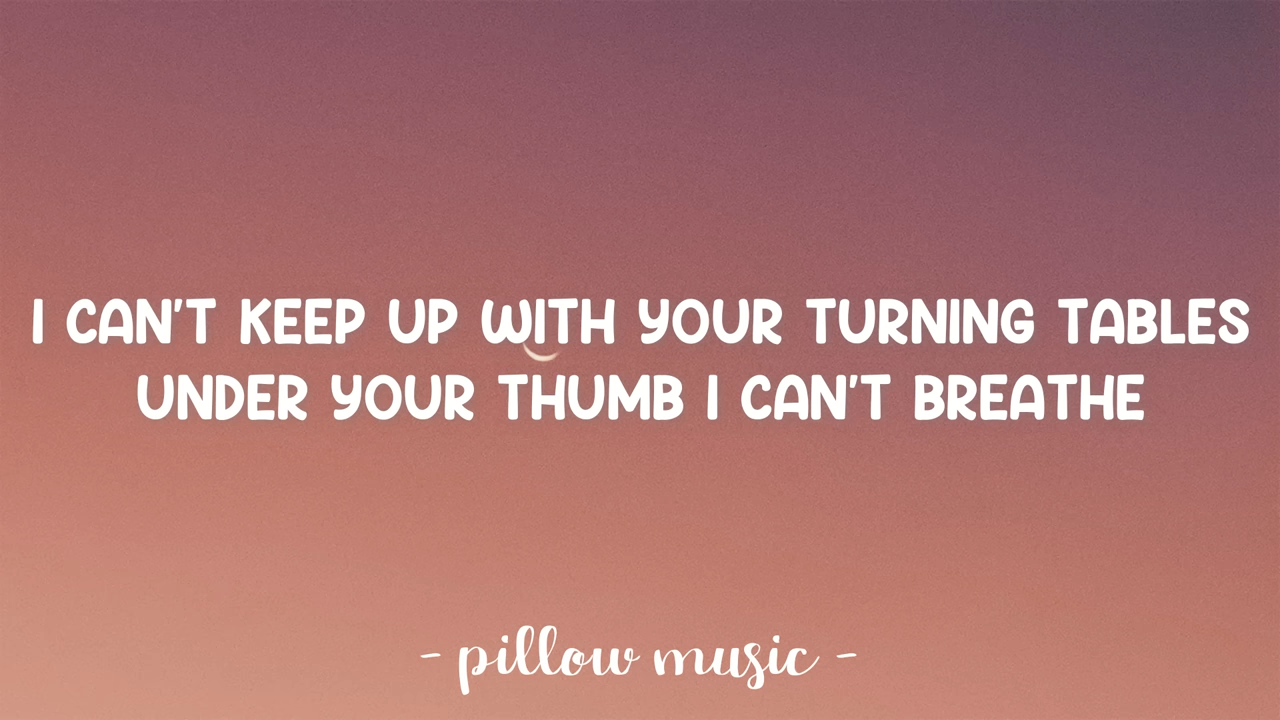 I CAN'T KEEP UP WITH YOUR TURNING TABLES
UNDER YOUR THUMB I CAN'T BREATHE
- pillow music -